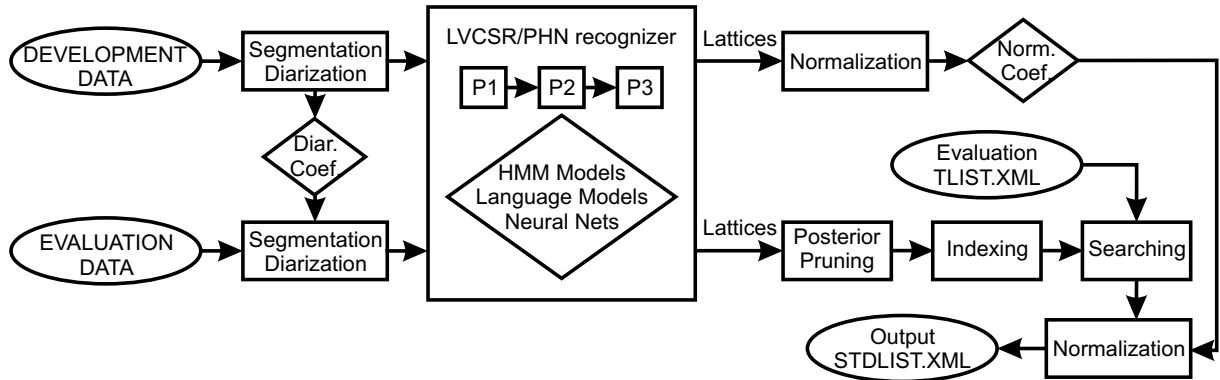 DEVELOPMENT
DATA
Segmentation
Diarization
Diar.
Coef.
EVALUATION
DATA
Segmentation
Diarization
LVCSR/PHN recognizer
P1
P2
P3
HMM Models
Language Models
Neural Nets
Lattices
Normalization
Norm.
Coef.
Evaluation
TLIST.XML
Lattices
Posterior
Pruning
Indexing
Searching
Normalization
Output
STDLIST.XML